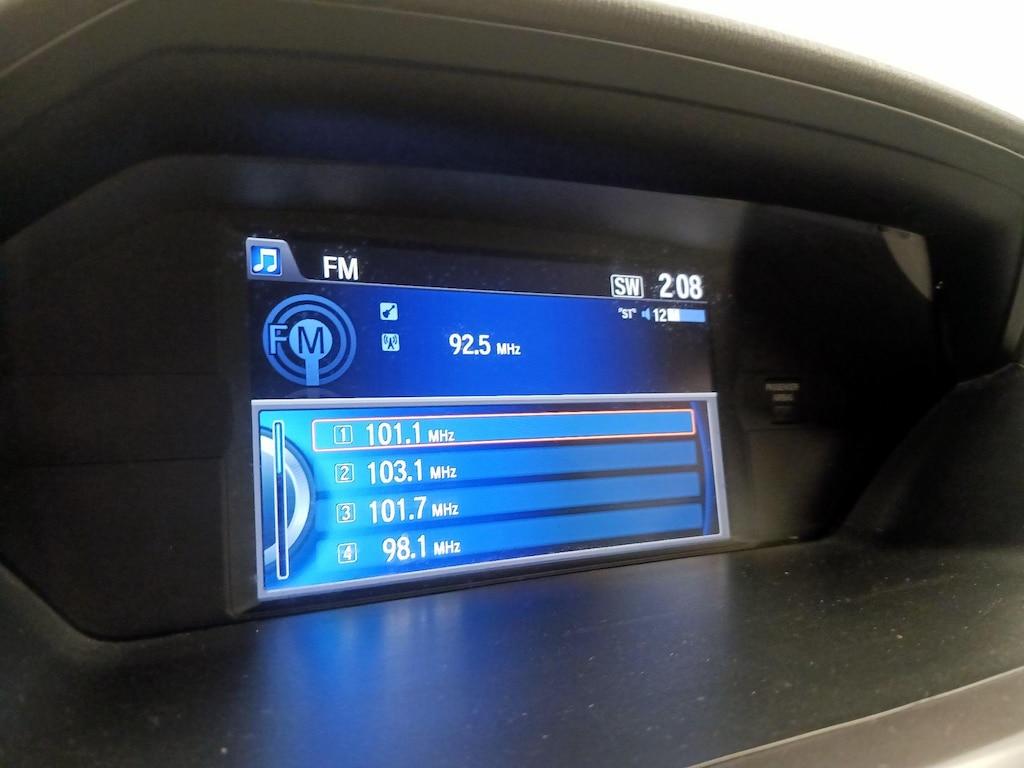 FM
SW 2:08
"ST" 12
FM
92.5 MHz
1 101.1 MHz
2 103.1 MHz
3 101.7 MHz
4 98.1 MHz